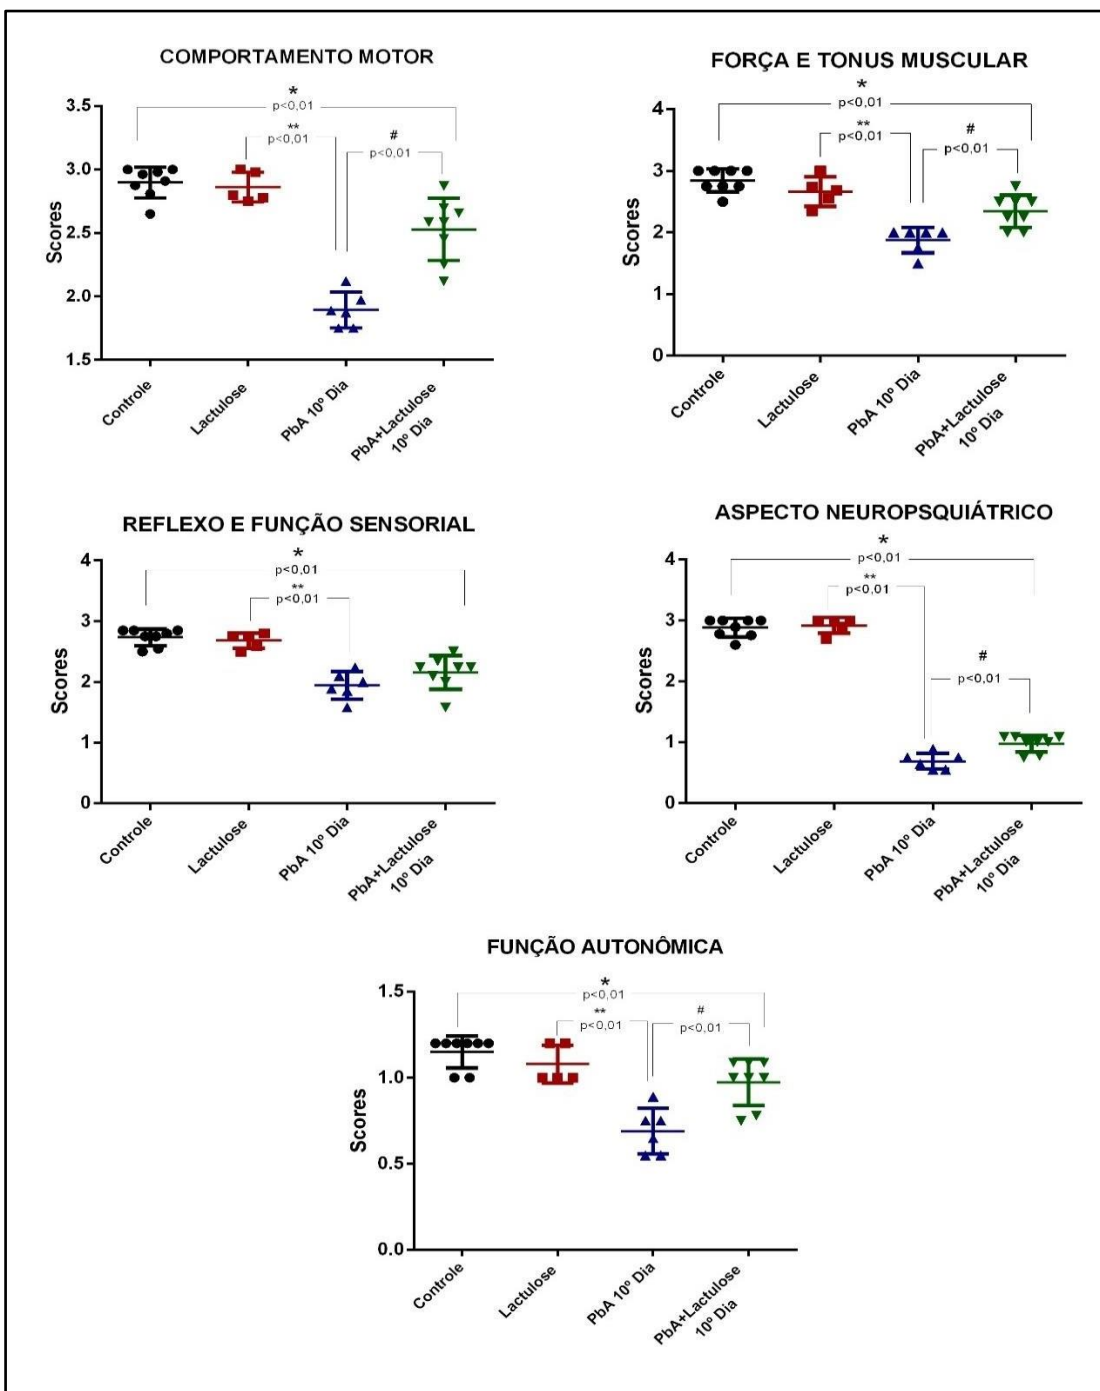 COMPORTAMENTO MOTOR
*
p<0,01
**
p<0,01
#
p<0,01
Scores
3.5
3.0
2.5
2.0
1.5
Controle
Lactulose
PbA 10º Dia
PbA+Lactulose
10º Dia
FORÇA E TONUS MUSCULAR
*
p<0,01
**
p<0,01
#
p<0,01
Scores
4
3
2
1
0
Controle
Lactulose
PbA 10º Dia
PbA+Lactulose
10º Dia
REFLEXO E FUNÇÃO SENSORIAL
*
p<0,01
**
p<0,01
Scores
4
3
2
1
0
Controle
Lactulose
PbA 10º Dia
PbA+Lactulose
10º Dia
ASPECTO NEUROPSQUIÁTRICO
*
p<0,01
**
p<0,01
#
p<0,01
Scores
4
3
2
1
0
Controle
Lactulose
PbA 10º Dia
PbA+Lactulose
10º Dia
FUNÇÃO AUTONÔMICA
*
p<0,01
**
p<0,01
#
p<0,01
Scores
1.5
1.0
0.5
0.0
Controle
Lactulose
PbA 10º Dia
PbA+Lactulose
10º Dia